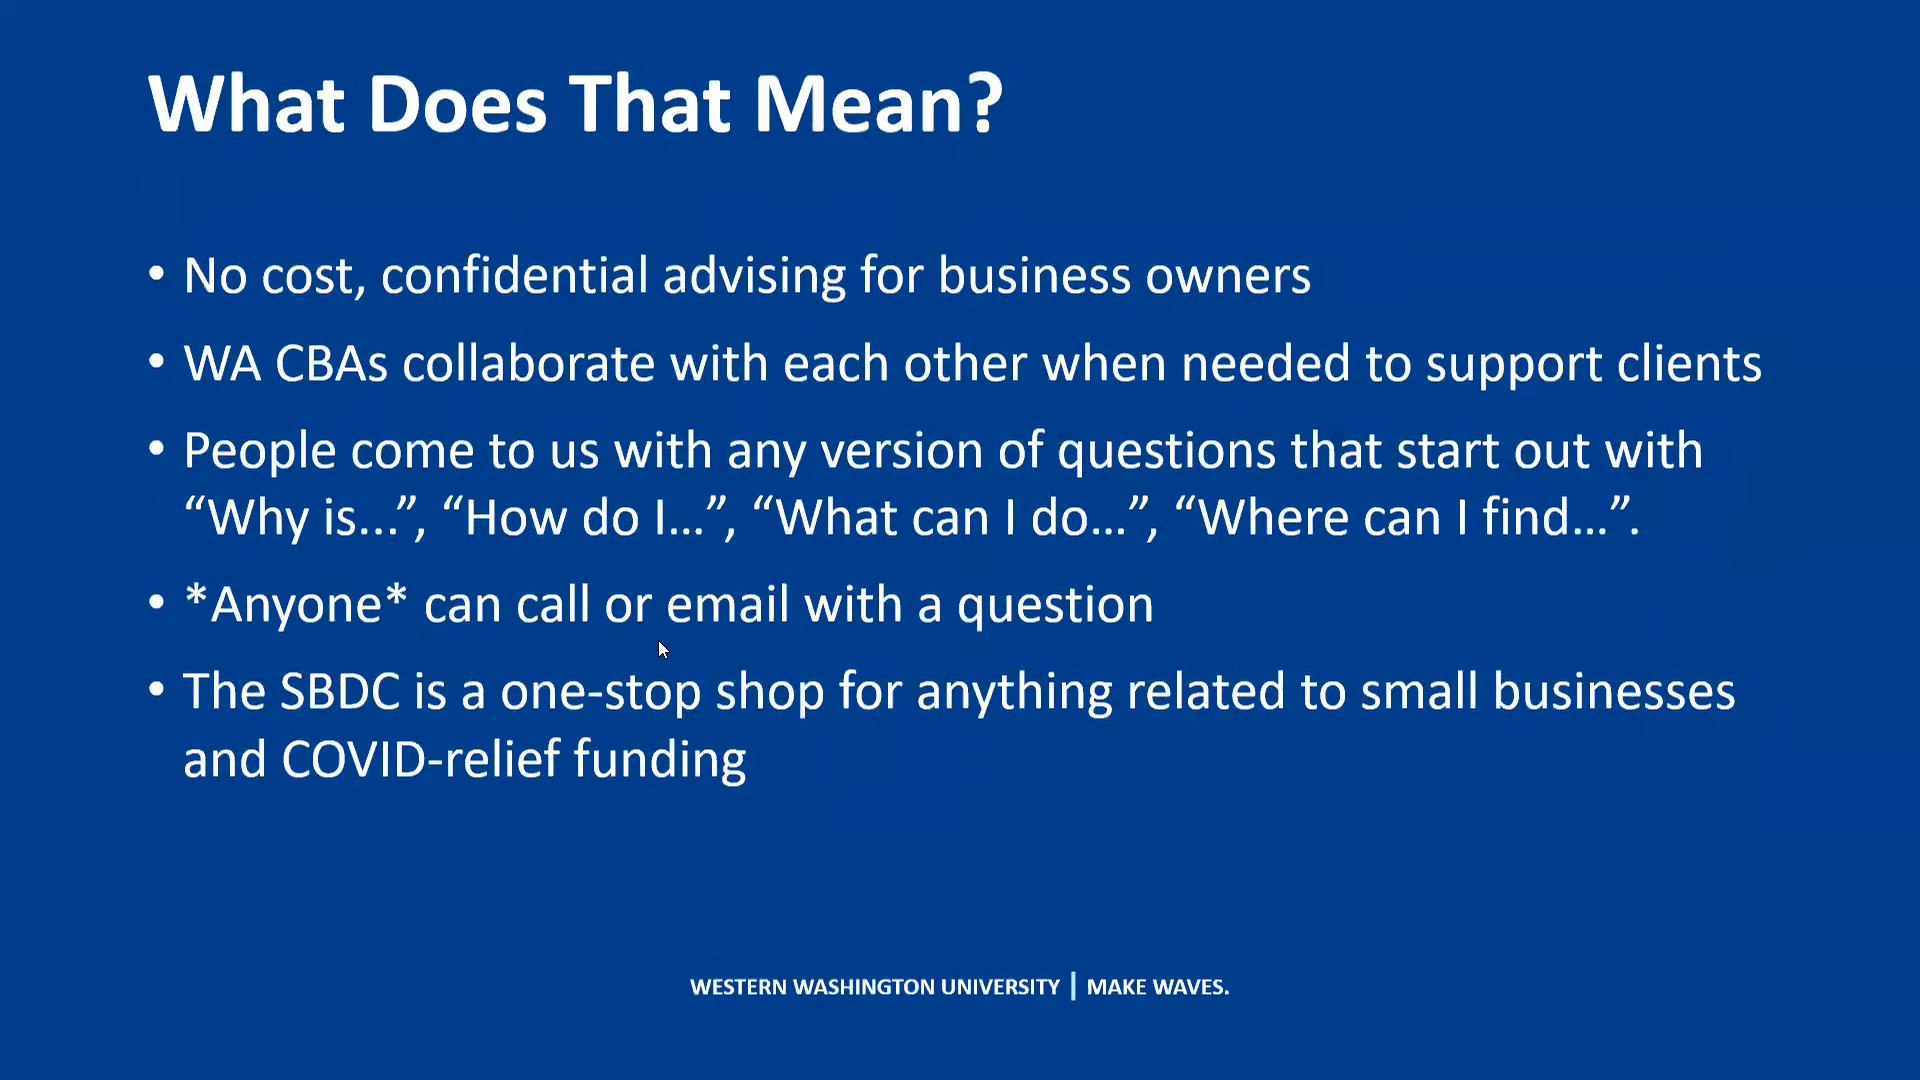 What Does That Mean?
• No cost, confidential advising for business owners
• WA CBAs collaborate with each other when needed to support clients
• People come to us with any version of questions that start out with
“Why is...”, “How do I…”, “What can I do…”, “Where can I find…”.
• *Anyone* can call or email with a question
• The SBDC is a one-stop shop for anything related to small businesses
and COVID-relief funding
WESTERN WASHINGTON UNIVERSITY | MAKE WAVES.